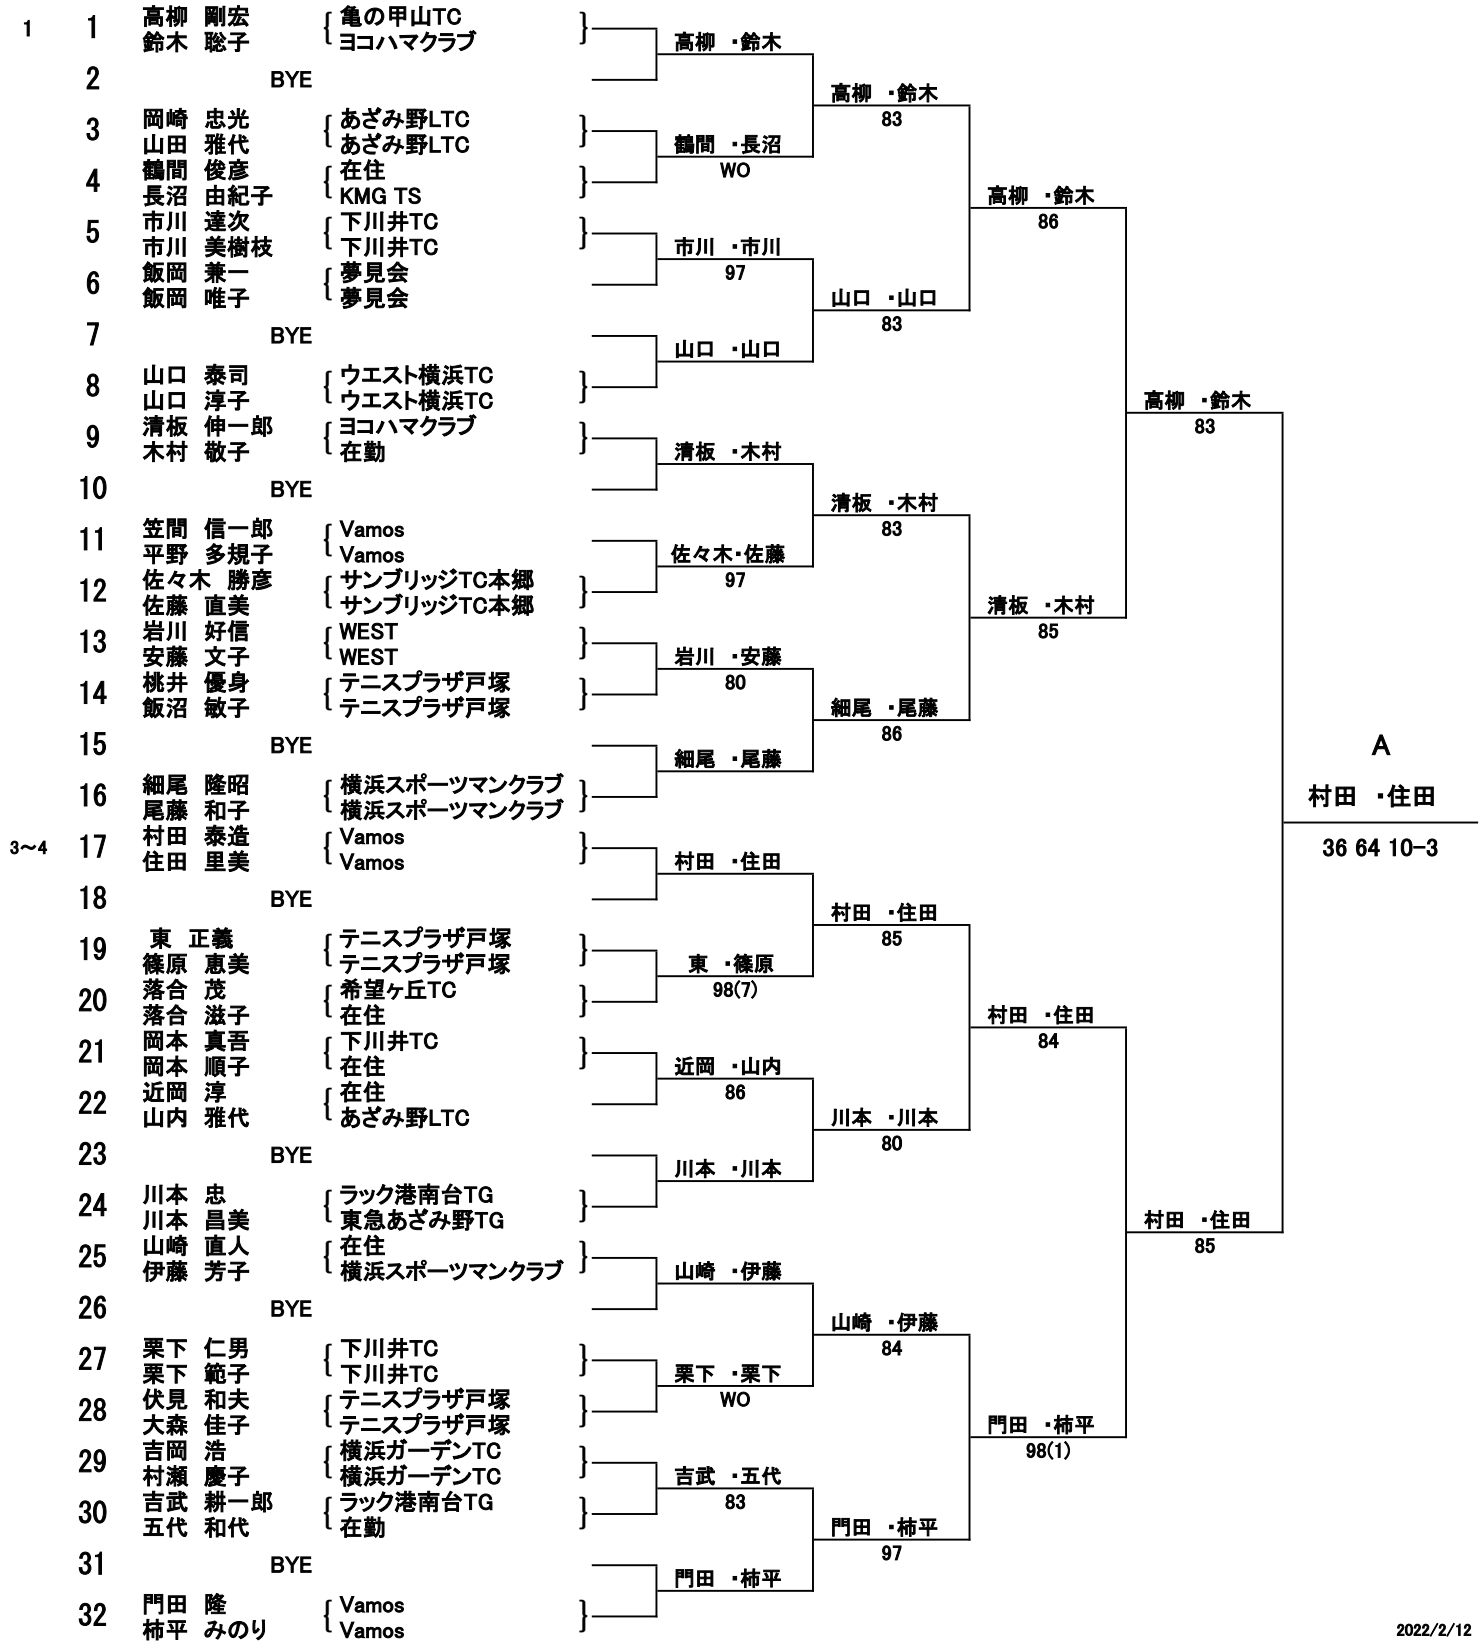 1 1 高柳 剛宏 亀の甲山TC
鈴木 聡子 ヨコハマクラブ
高柳 ・鈴木
2 BYE
高柳 ・鈴木
83
3 岡崎 忠光 あざみ野LTC
山田 雅代 あざみ野LTC
鶴間 ・長沼
WO
4 鶴間 俊彦 在住
長沼 由紀子 KMG TS
高柳 ・鈴木
86
5 市川 達次 下川井TC
市川 美樹枝 下川井TC
市川 ・市川
97
6 飯岡 兼一 夢見会
飯岡 唯子 夢見会
山口 ・山口
83
7 BYE
山口 ・山口
8 山口 泰司 ウエスト横浜TC
山口 淳子 ウエスト横浜TC
高柳 ・鈴木
83
9 清板 伸一郎 ヨコハマクラブ
木村 敬子 在勤
清板 ・木村
10 BYE
清板 ・木村
83
11 笠間 信一郎 Vamos
平野 多規子 Vamos
佐々木・佐藤
97
12 佐々木 勝彦 サンブリッジTC本郷
佐藤 直美 サンブリッジTC本郷
清板 ・木村
85
13 岩川 好信 WEST
安藤 文子 WEST
岩川 ・安藤
80
14 桃井 優身 テニスプラザ戸塚
飯沼 敏子 テニスプラザ戸塚
細尾 ・尾藤
86
15 BYE
細尾 ・尾藤
16 細尾 隆昭 横浜スポーツマンクラブ
尾藤 和子 横浜スポーツマンクラブ
A
村田 ・住田
36 64 10-3
3～4 17 村田 泰造 Vamos
住田 里美 Vamos
村田 ・住田
18 BYE
村田 ・住田
85
19 東 正義 テニスプラザ戸塚
篠原 恵美 テニスプラザ戸塚
東 ・篠原
98(7)
20 落合 茂 希望ヶ丘TC
落合 滋子 在住
村田 ・住田
84
21 岡本 真吾 下川井TC
岡本 順子 在住
近岡 ・山内
86
22 近岡 淳 在住
山内 雅代 あざみ野LTC
川本 ・川本
80
23 BYE
川本 ・川本
24 川本 忠 ラック港南台TG
川本 昌美 東急あざみ野TG
村田 ・住田
85
25 山崎 直人 在住
伊藤 芳子 横浜スポーツマンクラブ
山崎 ・伊藤
26 BYE
山崎 ・伊藤
84
27 栗下 仁男 下川井TC
栗下 範子 下川井TC
栗下 ・栗下
WO
28 伏見 和夫 テニスプラザ戸塚
大森 佳子 テニスプラザ戸塚
門田 ・柿平
98(1)
29 吉岡 浩 横浜ガーデンTC
村瀬 慶子 横浜ガーデンTC
吉武 ・五代
83
30 吉武 耕一郎 ラック港南台TG
五代 和代 在勤
門田 ・柿平
97
31 BYE
門田 ・柿平
32 門田 隆 Vamos
柿平 みのり Vamos
2022/2/12